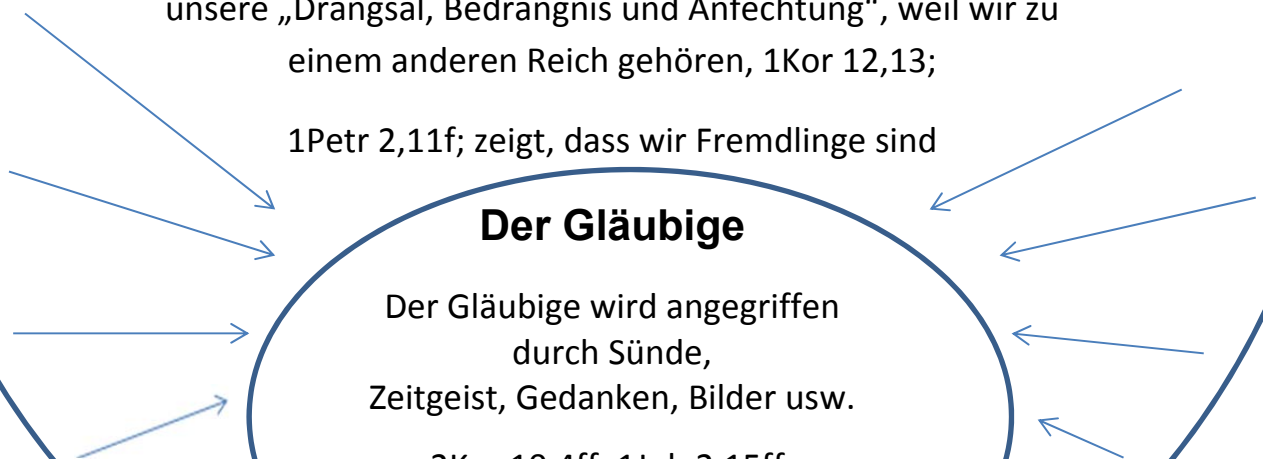 unsere „Drangsal, Bedrängnis und Anfechtung", weil wir zu
einem anderen Reich gehören, 1Kor 12,13;
1Petr 2,11f; zeigt, dass wir Fremdlinge sind
Der Gläubige
Der Gläubige wird angegriffen
durch Sünde,
Zeitgeist, Gedanken, Bilder usw.